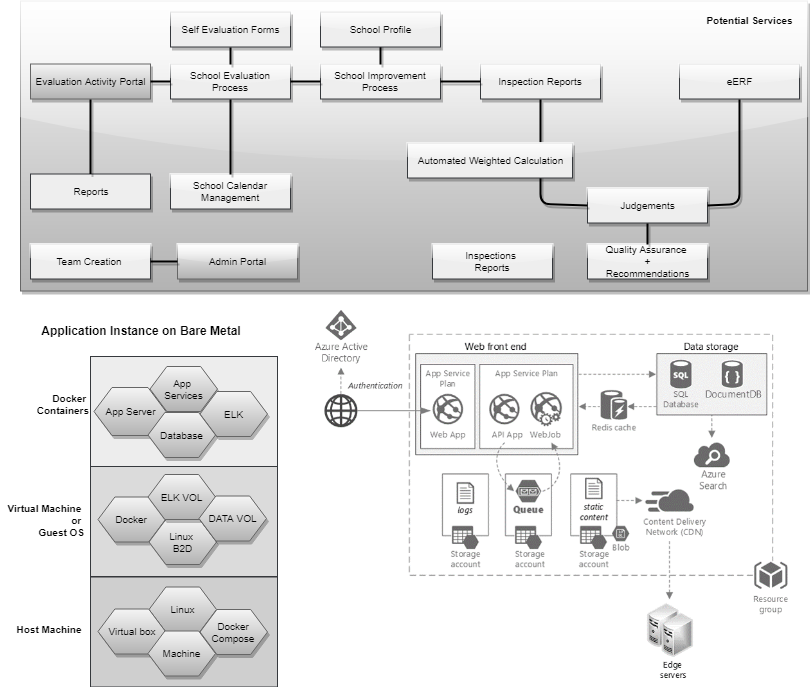 Potential Services
Self Evaluation Forms
School Profile
Evaluation Activity Portal
School Evaluation
Process
School Improvement
Process
Inspection Reports
eERF
Automated Weighted Calculation
Reports
School Calendar
Management
Judgements
Team Creation
Admin Portal
Inspections
Reports
Quality Assurance
+
Recommendations
Application Instance on Bare Metal
Docker
Containers
App Server
App
Services
ELK
Database
Virtual Machine
or
Guest OS
Docker
ELK VOL
DATA VOL
Linux
B2D
Host Machine
Virtual box
Linux
Docker
Compose
Machine
Azure Active
Directory
Authentication
Web front end
App Service
Plan
Web App
App Service Plan
API App
WebJob
Data storage
SQL
SQL
Database
DocumentDB
Redis cache
Azure
Search
logs
Storage
account
Queue
Storage
account
static
content
Storage
account
Blob
Content Delivery
Network (CDN)
Resource
group
Edge
servers